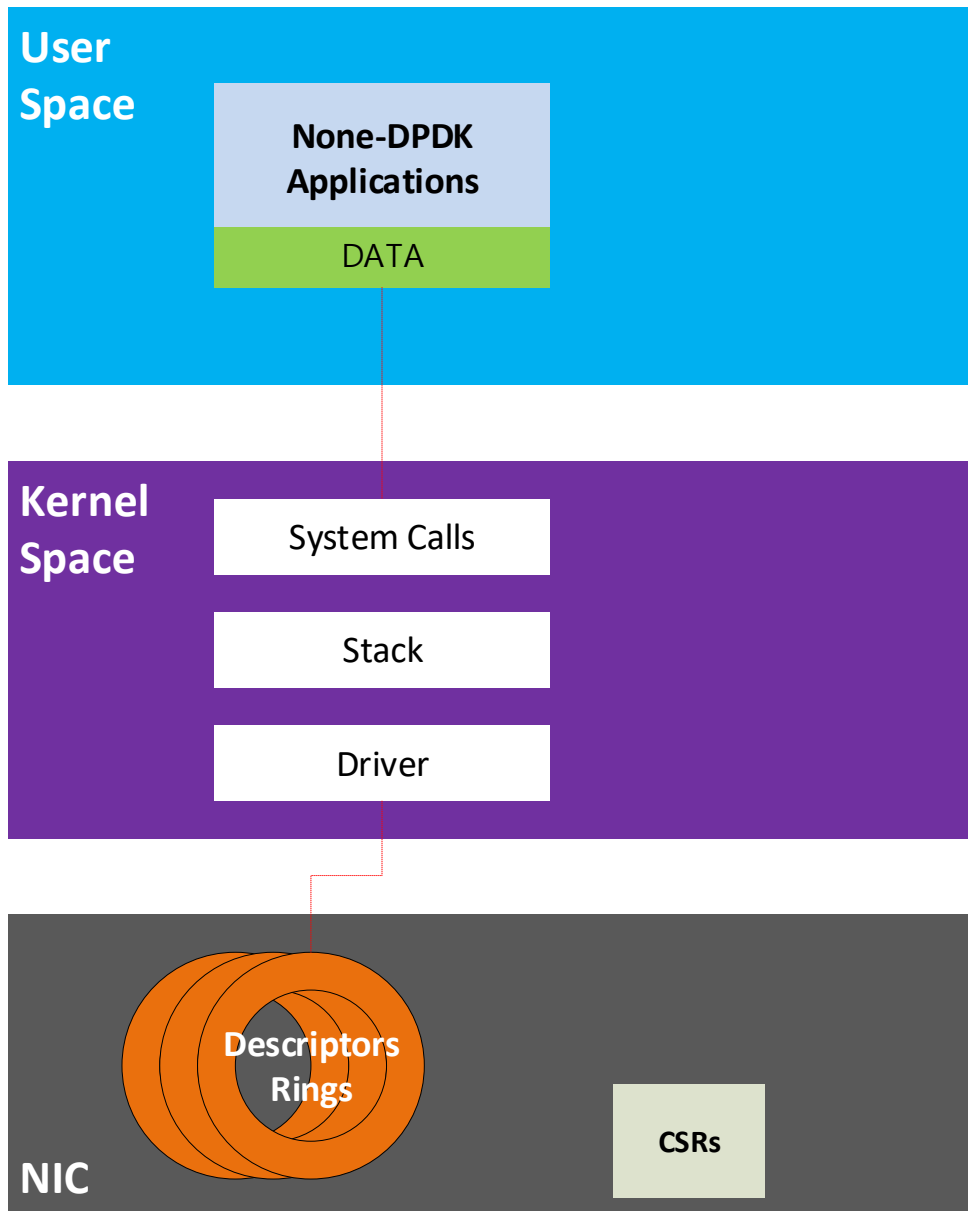 User
Space
None-DPDK
Applications
DATA
Kernel
Space
System Calls
Stack
Driver
Descriptors
Rings
CSRs
NIC